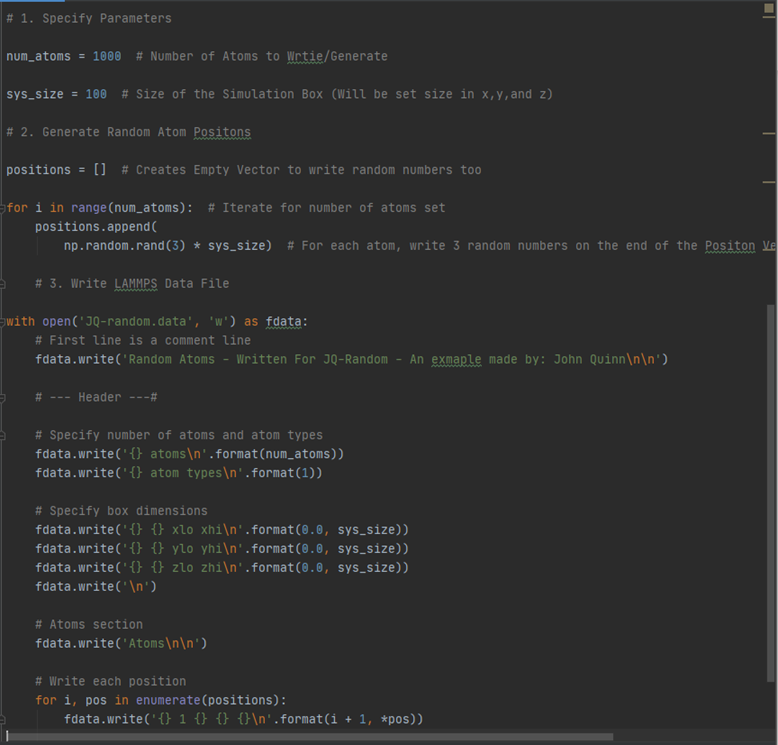 # 1. Specify Parameters
num_atoms = 1000  # Number of Atoms to Wrtie/Generate
sys_size = 100  # Size of the Simulation Box (Will be set size in x,y,and z)
# 2. Generate Random Atom Positons
positions = []  # Creates Empty Vector to write random numbers too
for i in range(num_atoms):  # Iterate for number of atoms set
    positions.append(
        np.random.rand(3) * sys_size)  # For each atom, write 3 random numbers on the end of the Positon Ve
    # 3. Write LAMMPS Data File
with open('JQ-random.data', 'w') as fdata:
    # First line is a comment line
    fdata.write('Random Atoms - Written For JQ-Random - An exmaple made by: John Quinn\n\n')
    # --- Header ---#
    # Specify number of atoms and atom types
    fdata.write('{} atoms\n'.format(num_atoms))
    fdata.write('{} atom types\n'.format(1))
    # Specify box dimensions
    fdata.write('{} {} xlo xhi\n'.format(0.0, sys_size))
    fdata.write('{} {} ylo yhi\n'.format(0.0, sys_size))
    fdata.write('{} {} zlo zhi\n'.format(0.0, sys_size))
    fdata.write('\n')
    # Atoms section
    fdata.write('Atoms\n\n')
    # Write each position
    for i, pos in enumerate(positions):
        fdata.write('{} 1 {} {} {}\n'.format(i + 1, *pos))